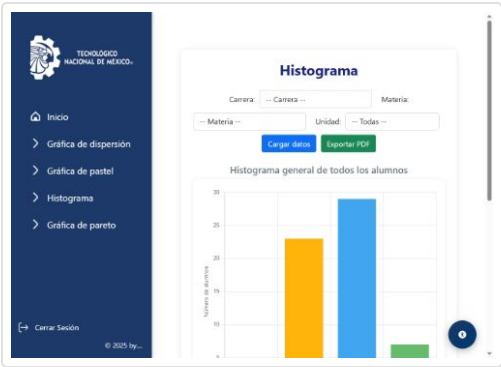 TECNOLÓGICO
NACIONAL DE MÉXICO®
Inicio
Gráfica de dispersión
Gráfica de pastel
Histograma
Gráfica de pareto
Cerrar Sesión
© 2025 by...
Histograma
Carrera: -- Carrera -- Materia:
-- Materia -- Unidad: -- Todas --
Cargar datos Exportar PDF
Histograma general de todos los alumnos
Número de alumnos
30
25
20
15
10